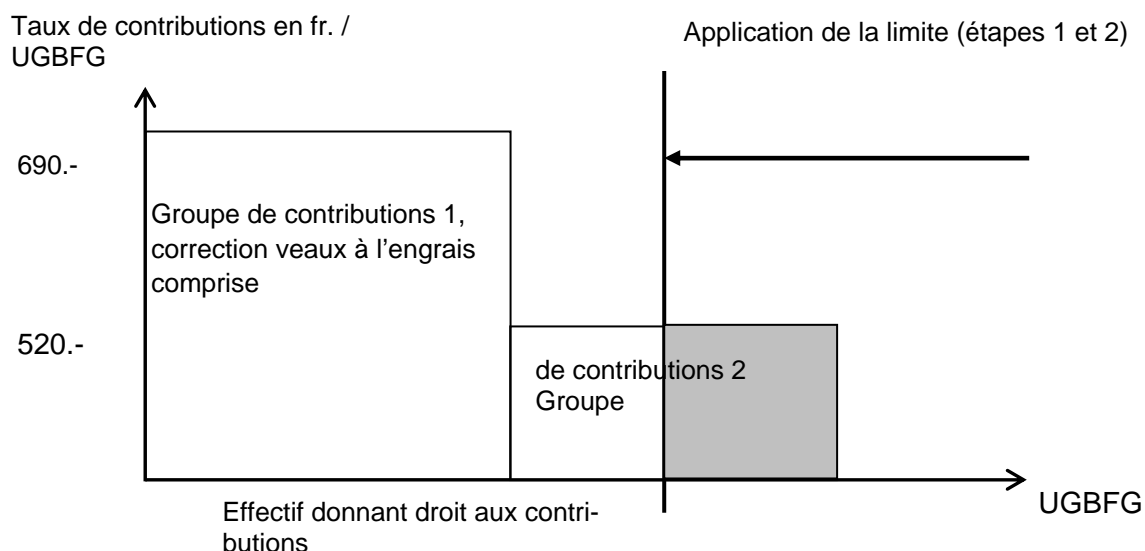 Taux de contributions en fr. /
UGBFG
Application de la limite (étapes 1 et 2)
690.-
Groupe de contributions 1,
correction veaux à l'engrais
comprise
520.-
de contributions 2
Groupe
UGBFG
Effectif donnant droit aux contri-
butions